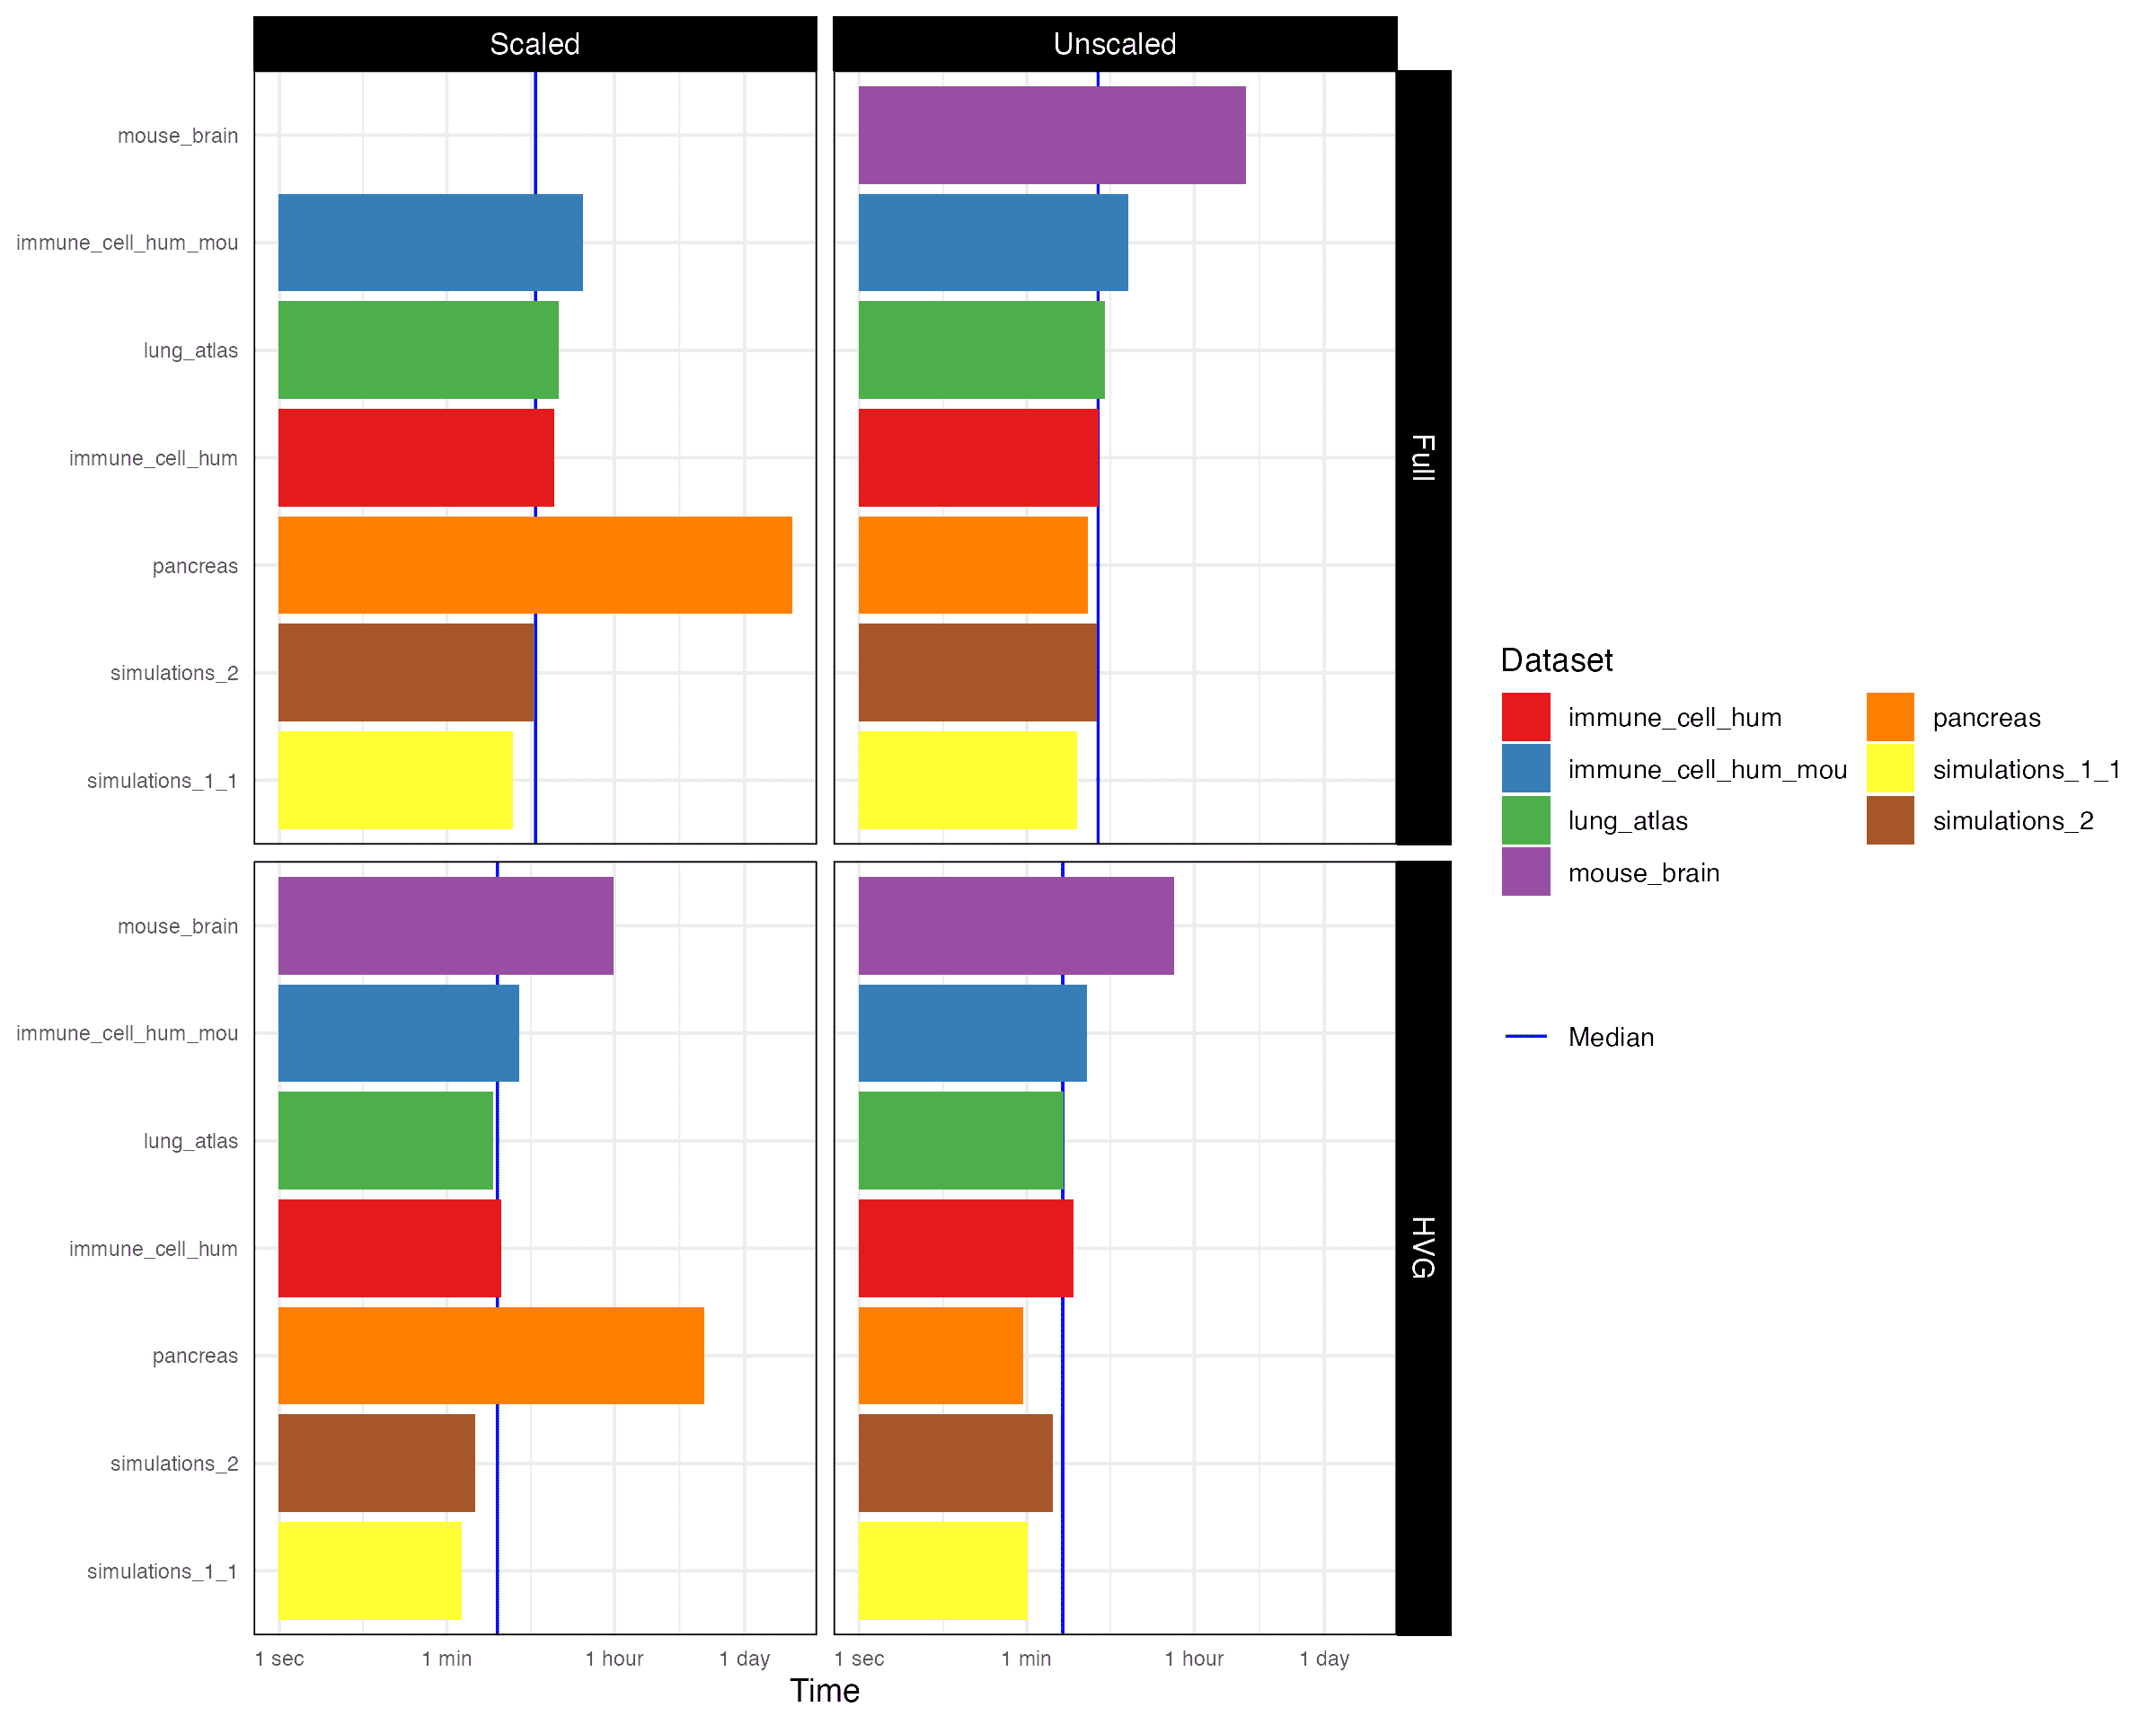 Scaled
Unscaled
mouse_brain
immune_cell_hum_mou
lung_atlas
immune_cell_hum
pancreas
simulations_2
simulations_1_1
Full
mouse_brain
immune_cell_hum_mou
lung_atlas
immune_cell_hum
pancreas
simulations_2
simulations_1_1
HVG
1 sec 1 min 1 hour 1 day
1 sec 1 min 1 hour 1 day
Time
Dataset
immune_cell_hum
immune_cell_hum_mou
lung_atlas
mouse_brain
pancreas
simulations_1_1
simulations_2
Median